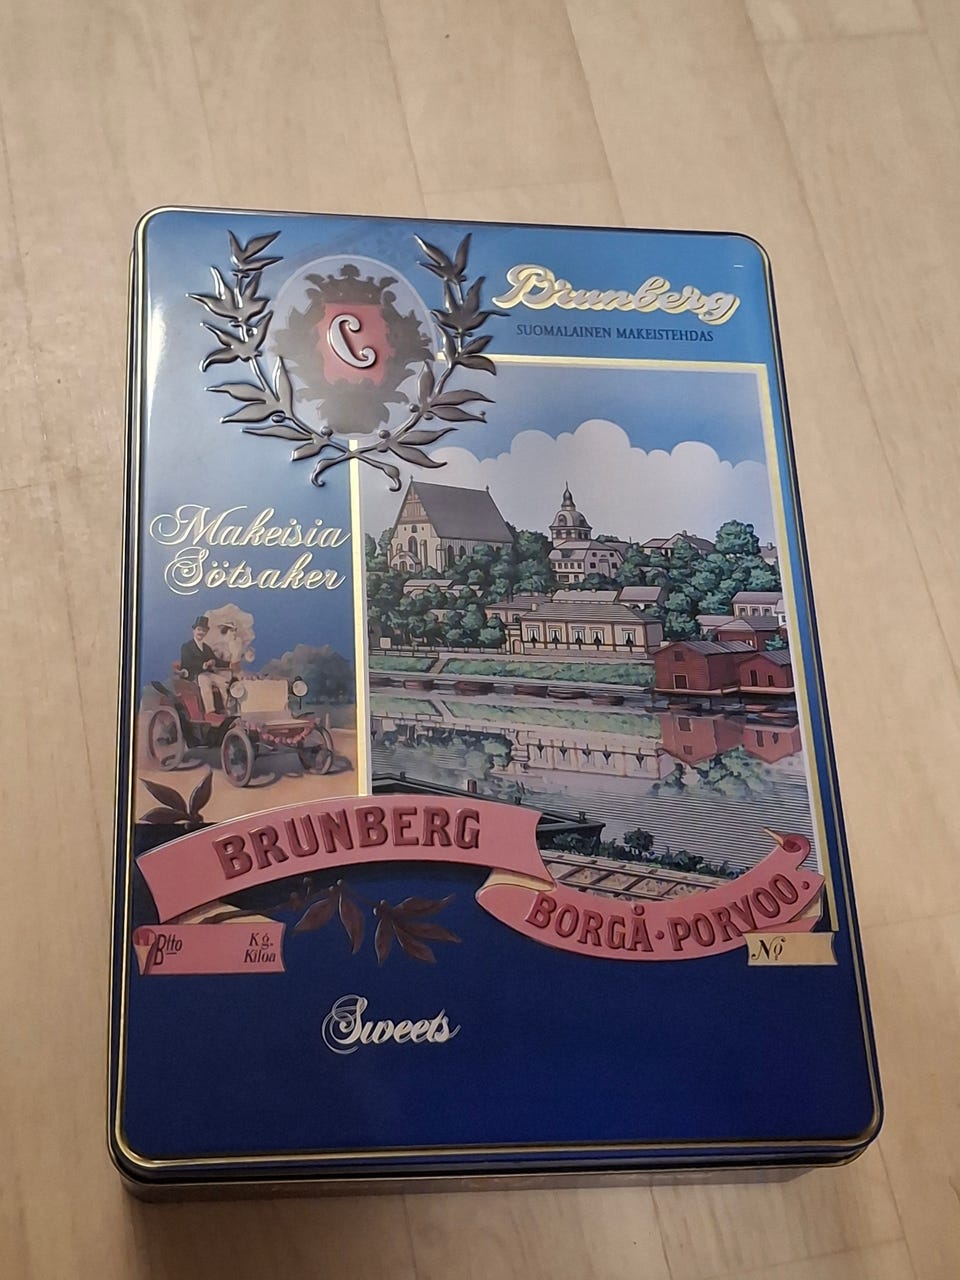 C
Brunberg
SUOMALAINEN MAKEISTEHDAS
Makeisia
Sötsaker
BRUNBERG
BORGÅ·PORVOO.
Btto Kg.
Kiloa
No
Sweets